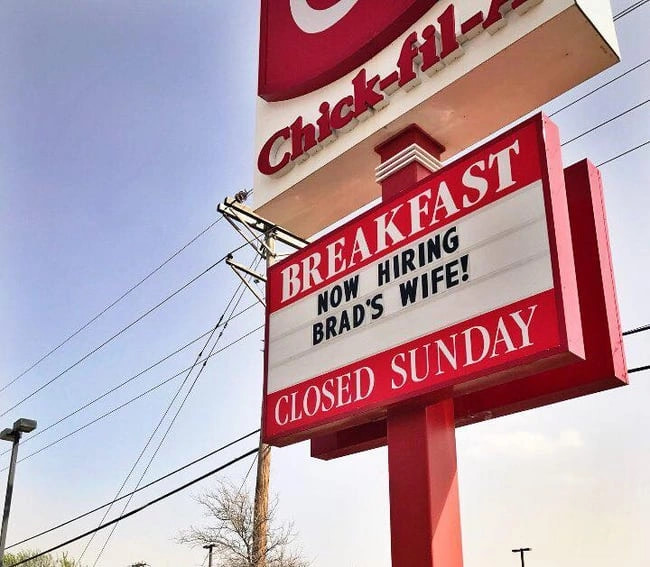 Chick-fil-A
BREAKFAST
NOW HIRING
BRAD'S WIFE!
CLOSED SUNDAY